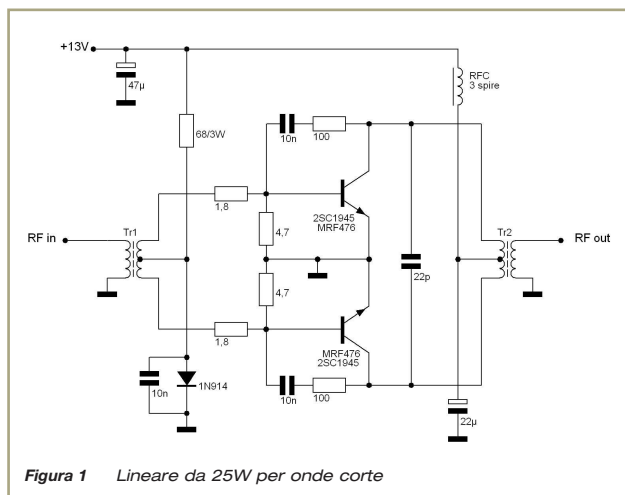 +13V
47µ
RFC
3 spire
68/3W
10n
100
1,8
2SC1945
MRF476
4,7
Tr1
Tr2
RF in
RF out
22p
4,7
1,8
MRF476
2SC1945
10n
1N914
10n
100
22µ
Figura 1 Lineare da 25W per onde corte